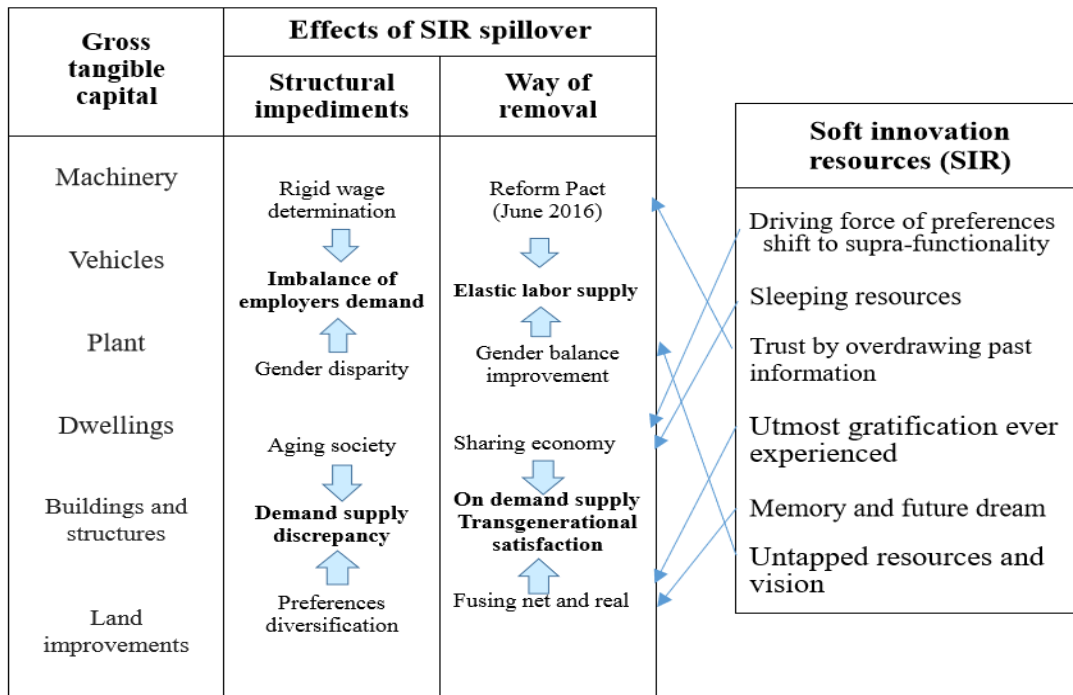 Gross
tangible
capital
Effects of SIR spillover
Structural
impediments
Way of
removal
Machinery
Vehicles
Plant
Dwellings
Buildings and
structures
Land
improvements
Rigid wage
determination
Imbalance of
employers demand
Gender disparity
Aging society
Demand supply
discrepancy
Preferences
diversification
Reform Pact
(June 2016)
Elastic labor supply
Gender balance
improvement
Sharing economy
On demand supply
Transgenerational
satisfaction
Fusing net and real
Soft innovation
resources (SIR)
Driving force of preferences
shift to supra-functionality
Sleeping resources
Trust by overdrawing past
information
Utmost gratification ever
experienced
Memory and future dream
Untapped resources and
vision